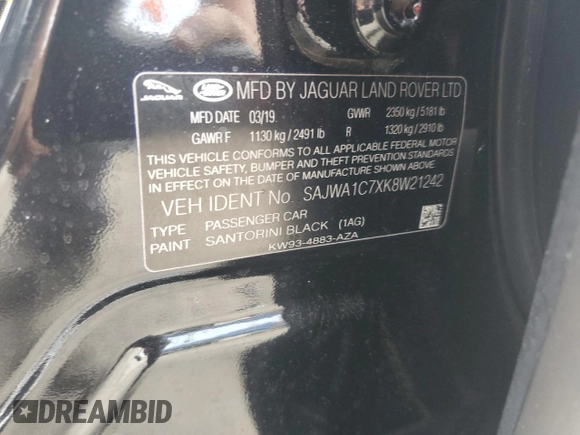 JAGUAR LAND ROVER MFD BY JAGUAR LAND ROVER LTD
MFD DATE 03/19 GVWR 2350 kg / 5181 lb
GAWR F 1130 kg / 2491 lb R 1320 kg / 2910 lb
THIS VEHICLE CONFORMS TO ALL APPLICABLE FEDERAL MOTOR
VEHICLE SAFETY, BUMPER AND THEFT PREVENTION STANDARDS
IN EFFECT ON THE DATE OF MANUFACTURE SHOWN ABOVE
VEH IDENT No. SAJWA1C7XK8W21242
TYPE PASSENGER CAR
PAINT SANTORINI BLACK (1AG)
KW93-4883-AZA
DREAMBID